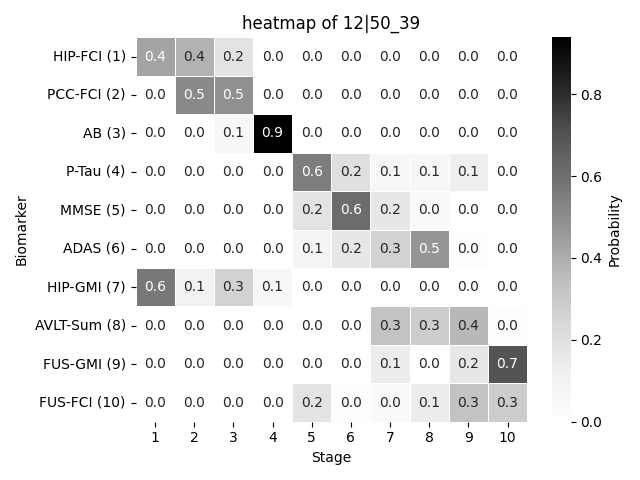 heatmap of 12|50_39
HIP-FCI (1) 0.4 0.4 0.2 0.0 0.0 0.0 0.0 0.0 0.0 0.0
PCC-FCI (2) 0.0 0.5 0.5 0.0 0.0 0.0 0.0 0.0 0.0 0.0
AB (3) 0.0 0.0 0.1 0.9 0.0 0.0 0.0 0.0 0.0 0.0
P-Tau (4) 0.0 0.0 0.0 0.0 0.6 0.2 0.1 0.1 0.1 0.0
MMSE (5) 0.0 0.0 0.0 0.0 0.2 0.6 0.2 0.0 0.0 0.0
ADAS (6) 0.0 0.0 0.0 0.0 0.1 0.2 0.3 0.5 0.0 0.0
HIP-GMI (7) 0.6 0.1 0.3 0.1 0.0 0.0 0.0 0.0 0.0 0.0
AVLT-Sum (8) 0.0 0.0 0.0 0.0 0.0 0.0 0.3 0.3 0.4 0.0
FUS-GMI (9) 0.0 0.0 0.0 0.0 0.0 0.0 0.1 0.0 0.2 0.7
FUS-FCI (10) 0.0 0.0 0.0 0.0 0.2 0.0 0.0 0.1 0.3 0.3
1 2 3 4 5 6 7 8 9 10
Stage
Biomarker
0.8
0.6
0.4
0.2
0.0
Probability